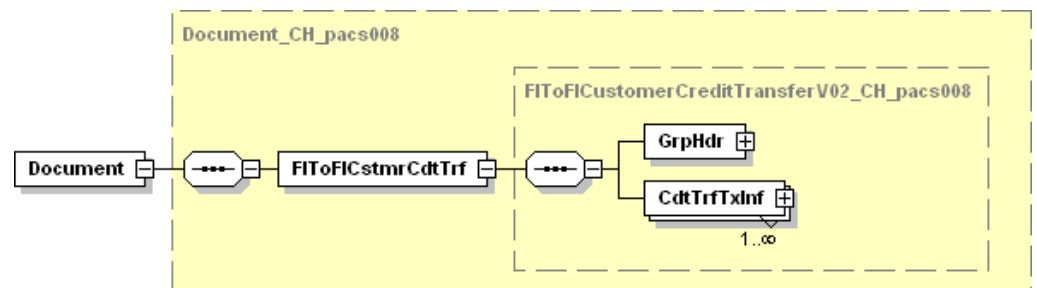 Document_CH_pacs008
FIToFICustomerCreditTransferV02_CH_pacs008
GrpHdr
Document
FIToFICstmrCdtTrf
CdtTrfTxInf
1..∞